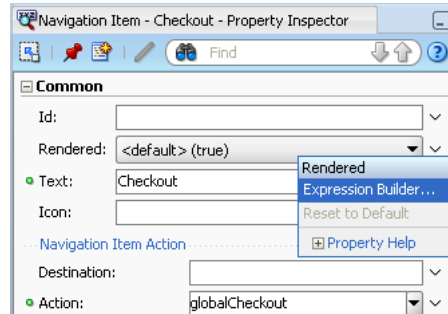 Navigation Item - Checkout - Property Inspector
Find
Common
Id:
Rendered: <default> (true)
Rendered
Text: Checkout
Expression Builder...
Icon:
Reset to Default
Navigation Item Action
Property Help
Destination:
Action: globalCheckout